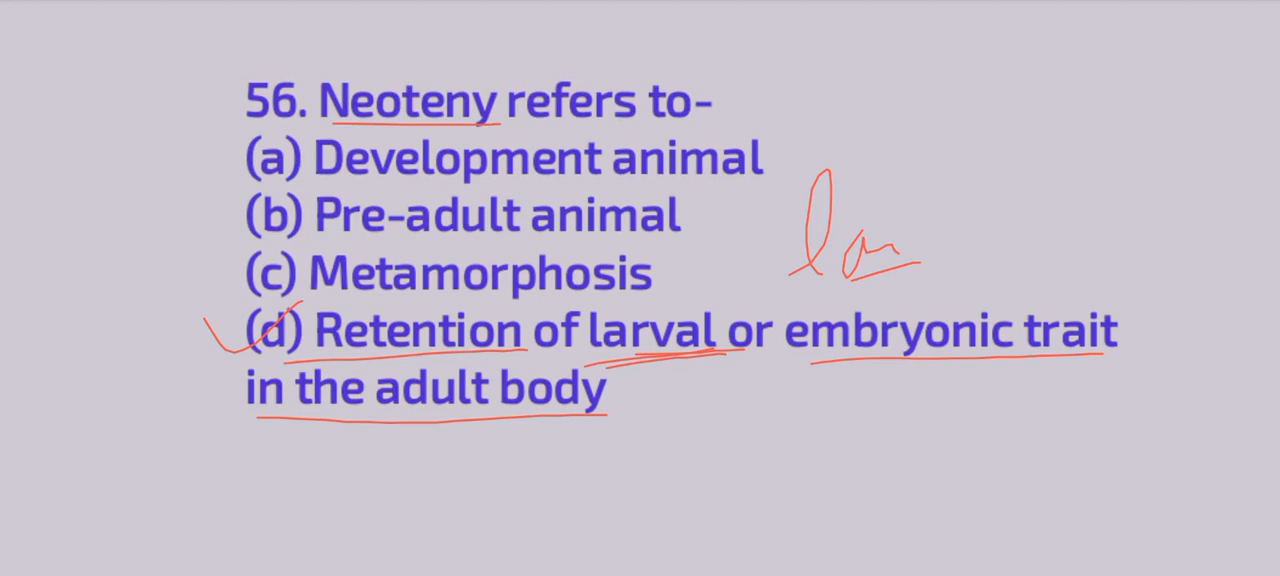 56. Neoteny refers to-
(a) Development animal
(b) Pre-adult animal
(c) Metamorphosis
(d) Retention of larval or embryonic trait
in the adult body